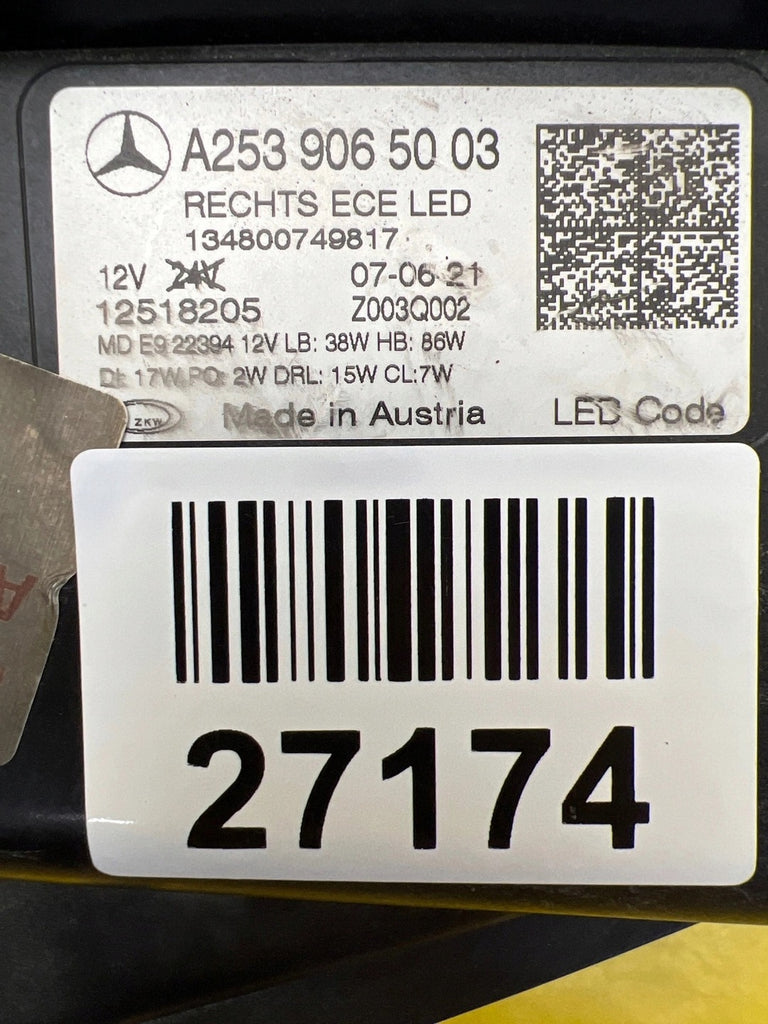 A253 906 50 03
RECHTS ECE LED
134800749817
12V 24V 07-06-21
12518205 Z003Q002
MD E9 22394 12V LB: 38W HB: 86W
DI: 17W PO: 2W DRL: 15W CL:7W
ZKW Made in Austria LED Code
27174